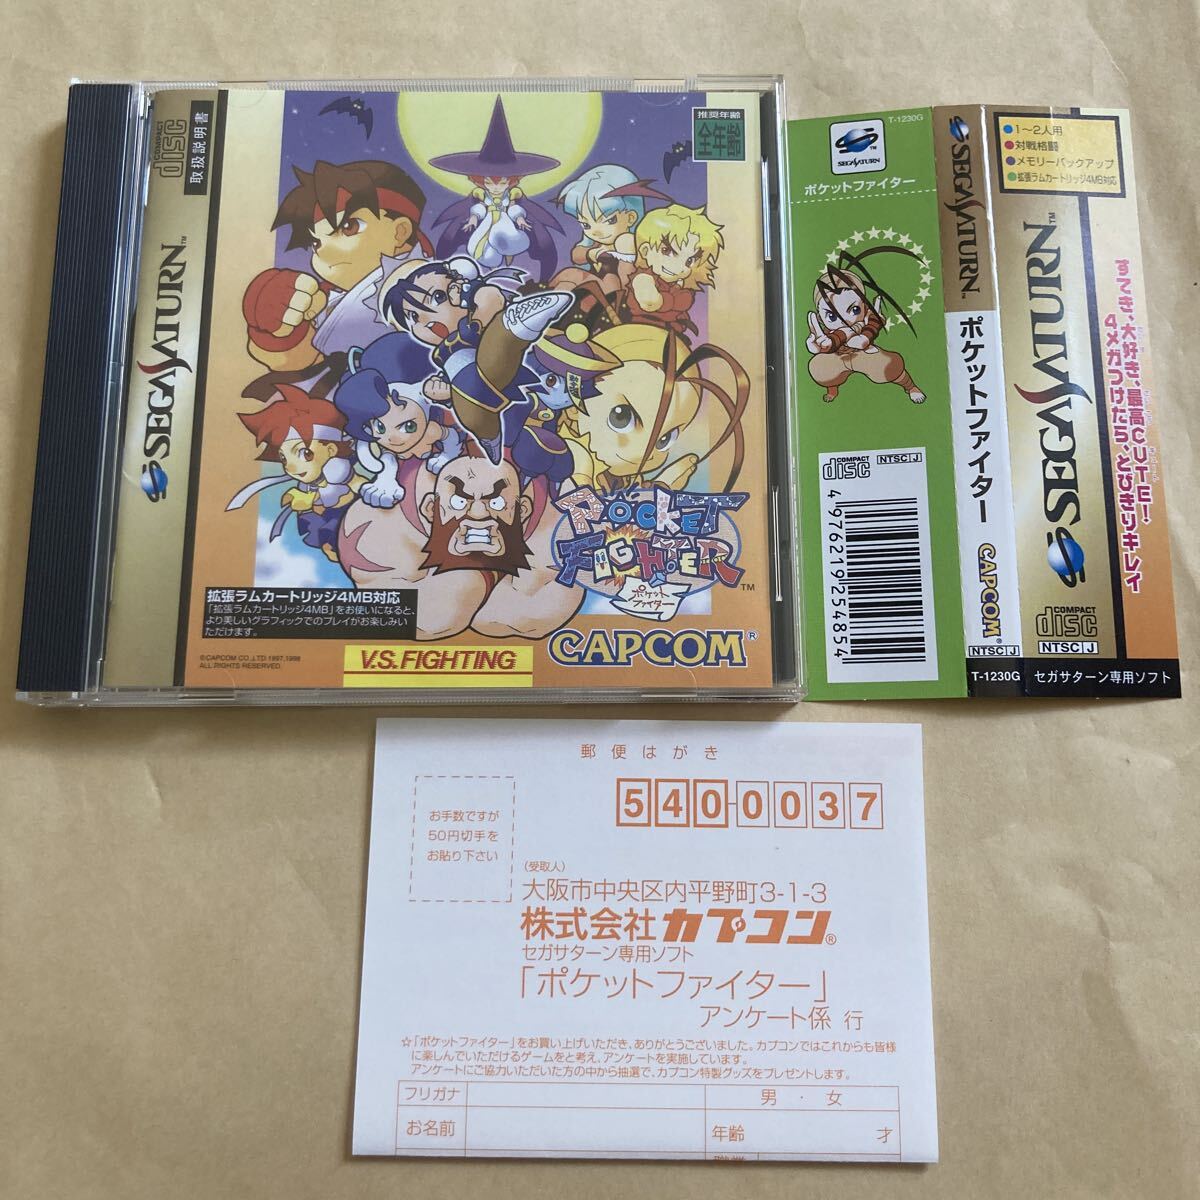 COMPACT
disc
取扱説明書
SEGA SATURN™
推奨年齢
全年齢
POCKET
FIGHTER
ポケット
ファイター
™
拡張ラムカートリッジ4MB対応
「拡張ラムカートリッジ4MB」をお使いになると、
より美しいグラフィックでのプレイがお楽しみい
ただけます。
©CAPCOM CO.,LTD.1997,1998
ALL RIGHTS RESERVED.
V.S. FIGHTING
CAPCOM®
T-1230G
SEGA SATURN™
ポケットファイター
COMPACT
disc
NTSC J
4976219254854
SEGA SATURN™
ポケットファイター
CAPCOM®
NTSC J
T-1230G
●1〜2人用
●対戦格闘
●メモリーバックアップ
●拡張ラムカートリッジ4MB対応
SEGA SATURN™
すてき、大好き、最高CUTE!
4メガつけたら、とびきりキレイ
COMPACT
disc
NTSC J
セガサターン専用ソフト
郵便はがき
お手数ですが
50円切手を
お貼り下さい
540-0037
(受取人)
大阪市中央区内平野町3-1-3
株式会社カプコン®
セガサターン専用ソフト
「ポケットファイター」
アンケート係 行
☆「ポケットファイター」をお買い上げいただき、ありがとうございました。カプコンではこれからも皆様
に楽しんでいただけるゲームをと考え、アンケートを実施しています。
アンケートにご協力いただいた方の中から抽選で、カプコン特製グッズをプレゼントします。
フリガナ
男・女
お名前
年齢 才